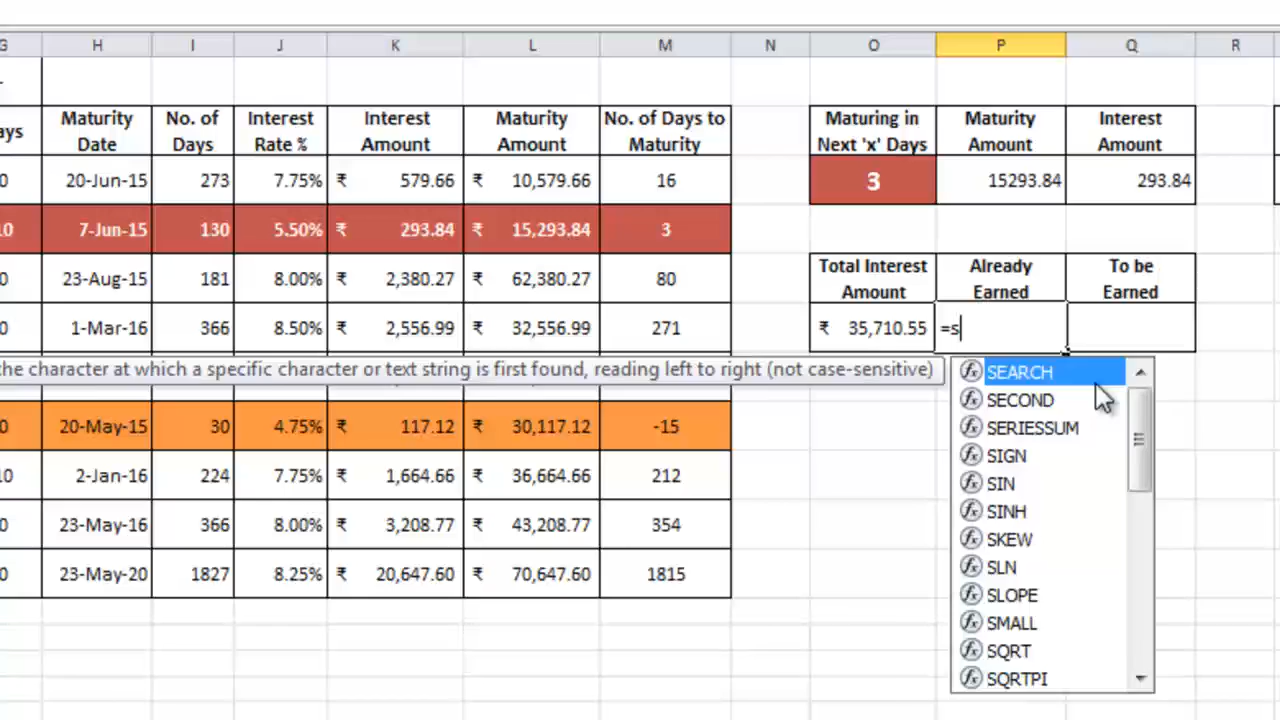 G H I J K L M N O P Q R
ays Maturity Date No. of Days Interest Rate % Interest Amount Maturity Amount No. of Days to Maturity Maturing in Next 'x' Days Maturity Amount Interest Amount
0 20-Jun-15 273 7.75% ₹ 579.66 ₹ 10,579.66 16 3 15293.84 293.84
10 7-Jun-15 130 5.50% ₹ 293.84 ₹ 15,293.84 3
0 23-Aug-15 181 8.00% ₹ 2,380.27 ₹ 62,380.27 80 Total Interest Amount Already Earned To be Earned
0 1-Mar-16 366 8.50% ₹ 2,556.99 ₹ 32,556.99 271 ₹ 35,710.55 =s
the character at which a specific character or text string is first found, reading left to right (not case-sensitive)
SEARCH
SECOND
0 20-May-15 30 4.75% ₹ 117.12 ₹ 30,117.12 -15 SERIESSUM
SIGN
10 2-Jan-16 224 7.75% ₹ 1,664.66 ₹ 36,664.66 212 SIN
SINH
0 23-May-16 366 8.00% ₹ 3,208.77 ₹ 43,208.77 354 SKEW
0 23-May-20 1827 8.25% ₹ 20,647.60 ₹ 70,647.60 1815 SLN
SLOPE
SMALL
SQRT
SQRTPI